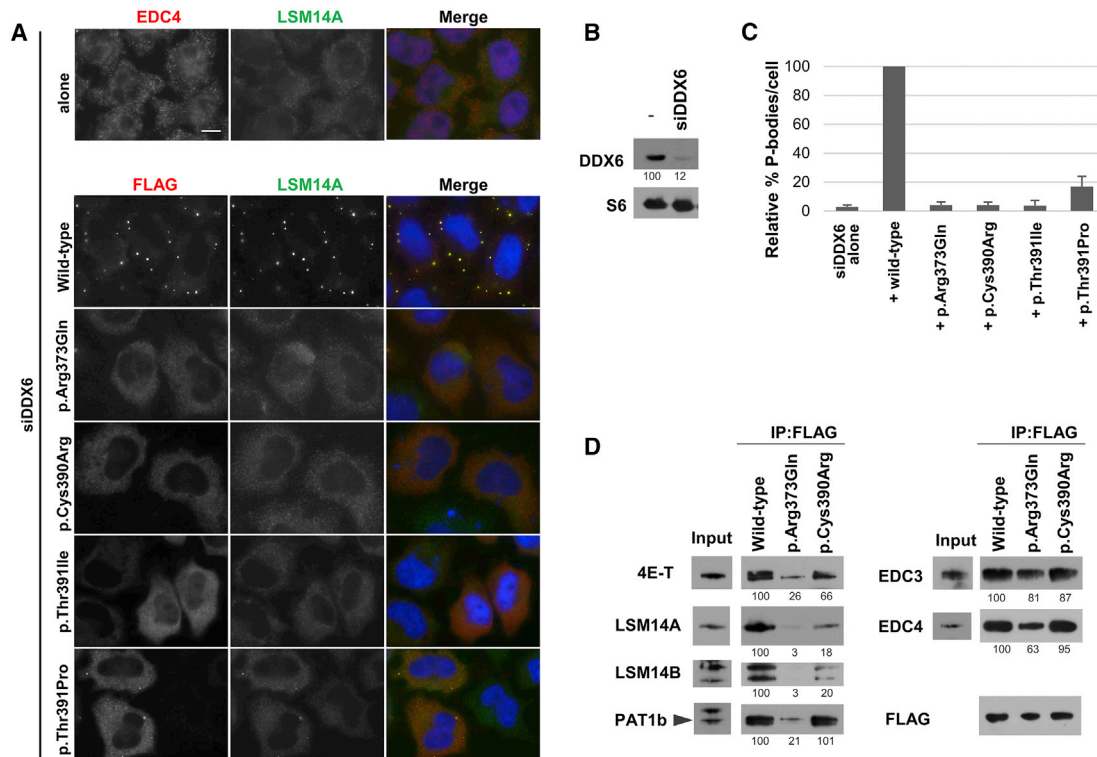 A
EDC4 LSM14A Merge
alone
FLAG LSM14A Merge
siDDX6
Wild-type
p.Arg373Gln
p.Cys390Arg
p.Thr391Ile
p.Thr391Pro
B
- siDDX6
DDX6
100 12
S6
C
Relative % P-bodies/cell
100
80
60
40
20
0
siDDX6 alone
+ wild-type
+ p.Arg373Gln
+ p.Cys390Arg
+ p.Thr391Ile
+ p.Thr391Pro
D
IP:FLAG
Input Wild-type p.Arg373Gln p.Cys390Arg
4E-T
100 26 66
LSM14A
100 3 18
LSM14B
100 3 20
PAT1b
100 21 101
IP:FLAG
Input Wild-type p.Arg373Gln p.Cys390Arg
EDC3
100 81 87
EDC4
100 63 95
FLAG